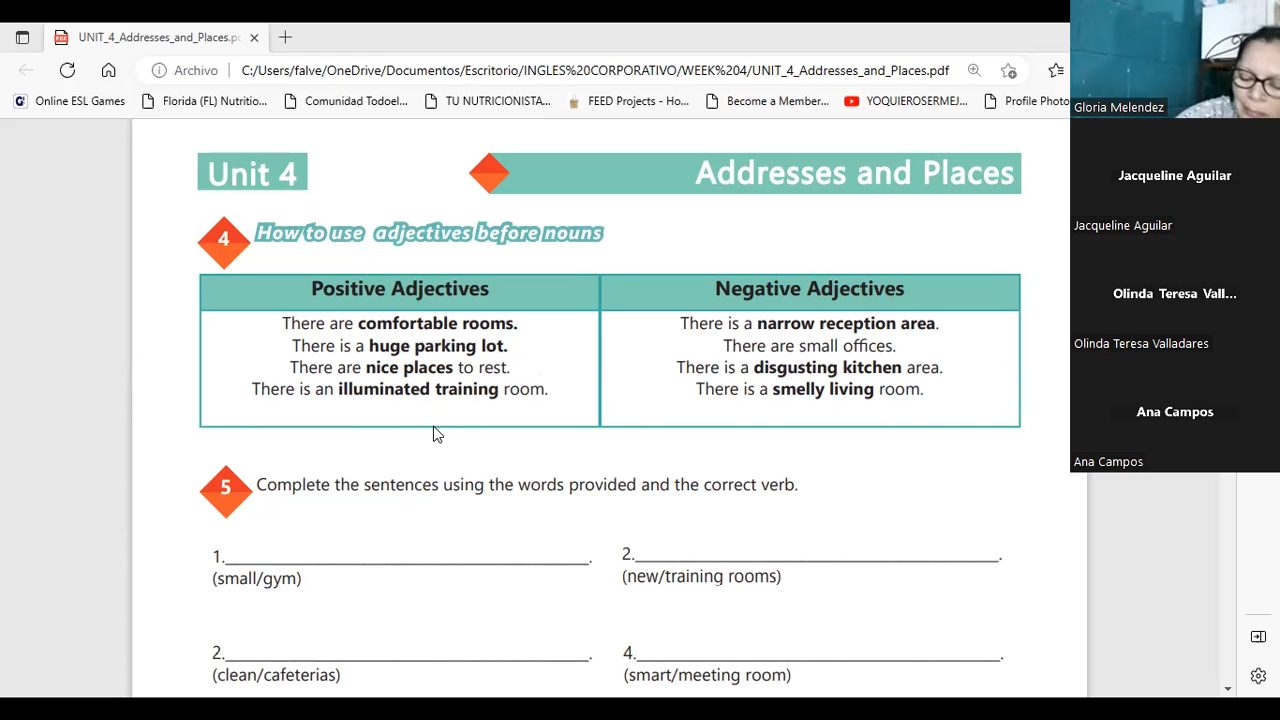 UNIT_4_Addresses_and_Places.pc
Archivo
C:/Users/falve/OneDrive/Documentos/Escritorio/INGLES%20CORPORATIVO/WEEK%204/UNIT_4_Addresses_and_Places.pdf
Online ESL Games
Florida (FL) Nutritio...
Comunidad Todoel...
TU NUTRICIONISTA...
FEED Projects - Ho...
Become a Member...
YOQUIEROSERMEJ...
Profile Photo
Gloria Melendez
Jacqueline Aguilar
Jacqueline Aguilar
Olinda Teresa Vall...
Olinda Teresa Valladares
Ana Campos
Ana Campos
Unit 4
Addresses and Places
4 How to use adjectives before nouns
Positive Adjectives
There are comfortable rooms.
There is a huge parking lot.
There are nice places to rest.
There is an illuminated training room.
Negative Adjectives
There is a narrow reception area.
There are small offices.
There is a disgusting kitchen area.
There is a smelly living room.
5 Complete the sentences using the words provided and the correct verb.
1.______________________________________.
(small/gym)
2.______________________________________.
(new/training rooms)
2.______________________________________.
(clean/cafeterias)
4.______________________________________.
(smart/meeting room)